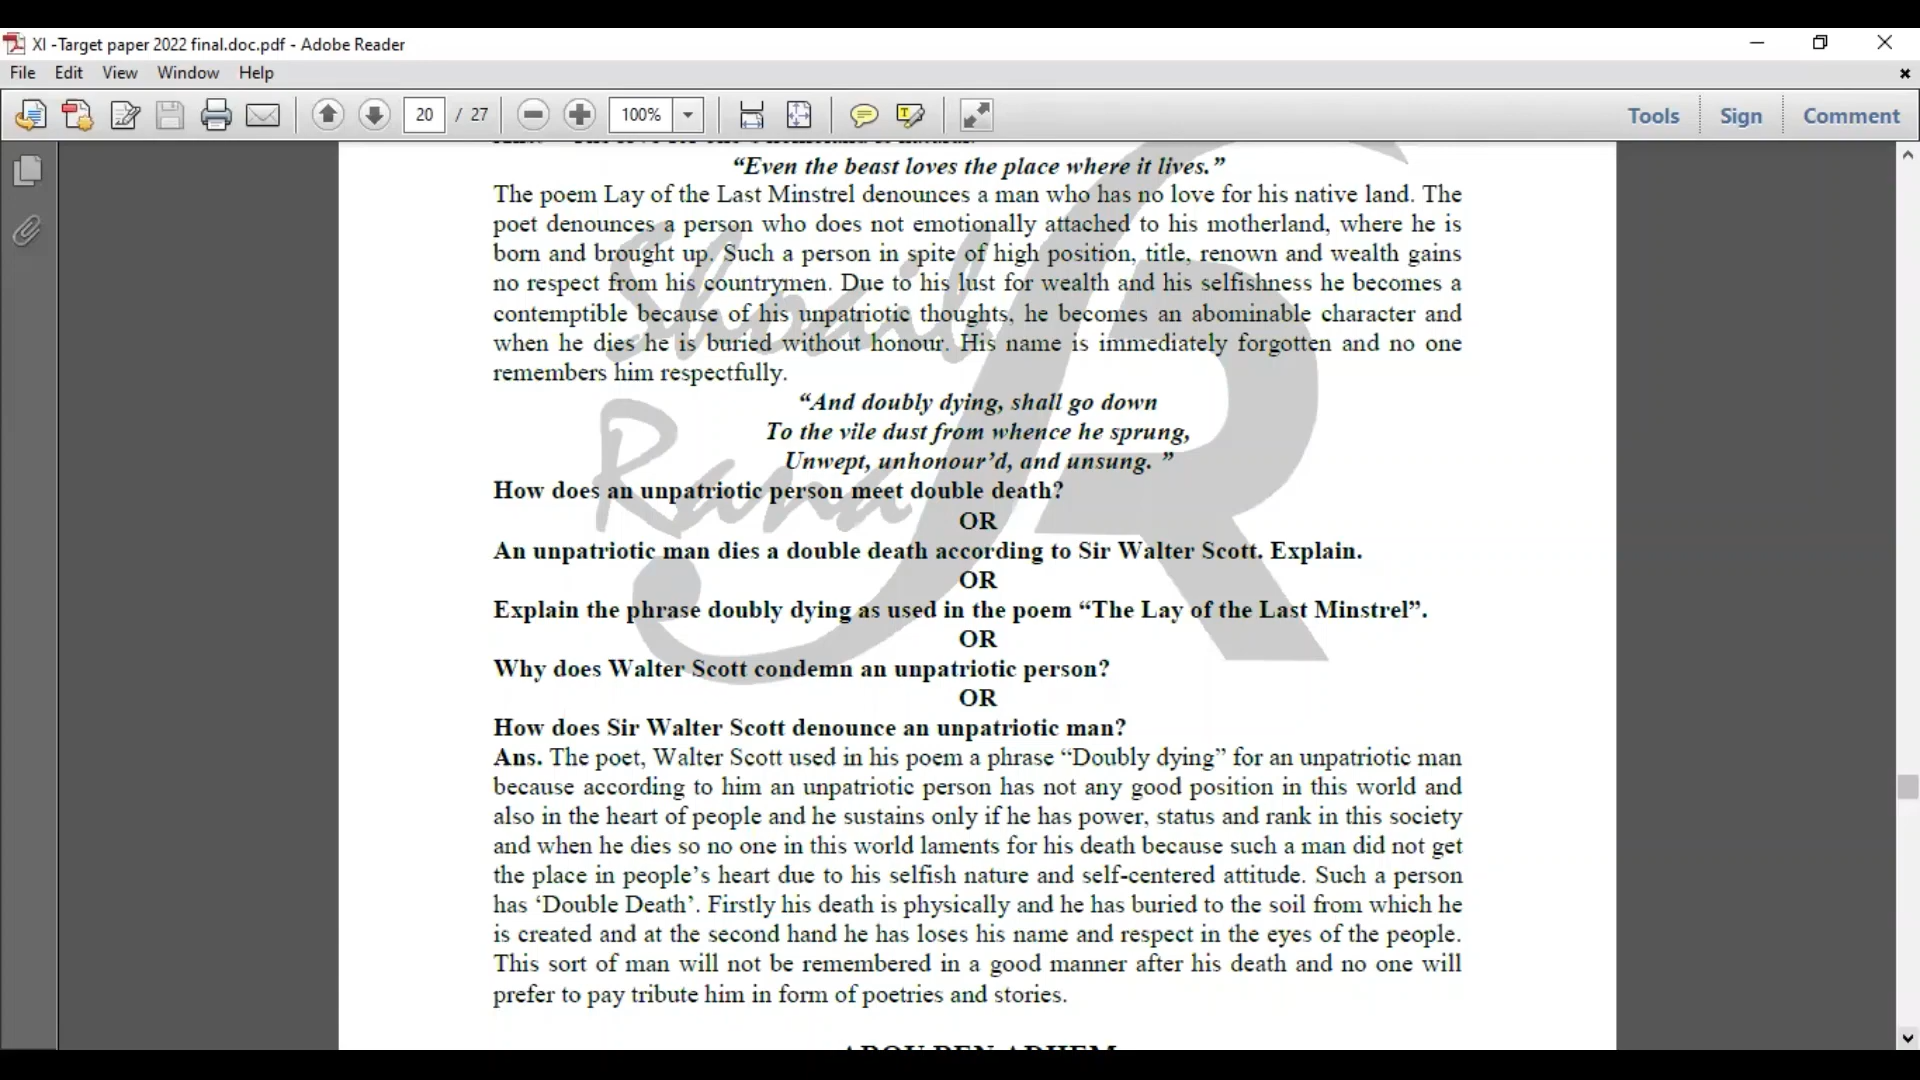 XI -Target paper 2022 final.doc.pdf - Adobe Reader
File Edit View Window Help
20 / 27 100% Tools Sign Comment
“Even the beast loves the place where it lives.”
The poem Lay of the Last Minstrel denounces a man who has no love for his native land. The
poet denounces a person who does not emotionally attached to his motherland, where he is
born and brought up. Such a person in spite of high position, title, renown and wealth gains
no respect from his countrymen. Due to his lust for wealth and his selfishness he becomes a
contemptible because of his unpatriotic thoughts, he becomes an abominable character and
when he dies he is buried without honour. His name is immediately forgotten and no one
remembers him respectfully.
“And doubly dying, shall go down
To the vile dust from whence he sprung,
Unwept, unhonour’d, and unsung. ”
How does an unpatriotic person meet double death?
OR
An unpatriotic man dies a double death according to Sir Walter Scott. Explain.
OR
Explain the phrase doubly dying as used in the poem “The Lay of the Last Minstrel”.
OR
Why does Walter Scott condemn an unpatriotic person?
OR
How does Sir Walter Scott denounce an unpatriotic man?
Ans. The poet, Walter Scott used in his poem a phrase “Doubly dying” for an unpatriotic man
because according to him an unpatriotic person has not any good position in this world and
also in the heart of people and he sustains only if he has power, status and rank in this society
and when he dies so no one in this world laments for his death because such a man did not get
the place in people’s heart due to his selfish nature and self-centered attitude. Such a person
has ‘Double Death’. Firstly his death is physically and he has buried to the soil from which he
is created and at the second hand he has loses his name and respect in the eyes of the people.
This sort of man will not be remembered in a good manner after his death and no one will
prefer to pay tribute him in form of poetries and stories.
ABOU BEN ADHEM